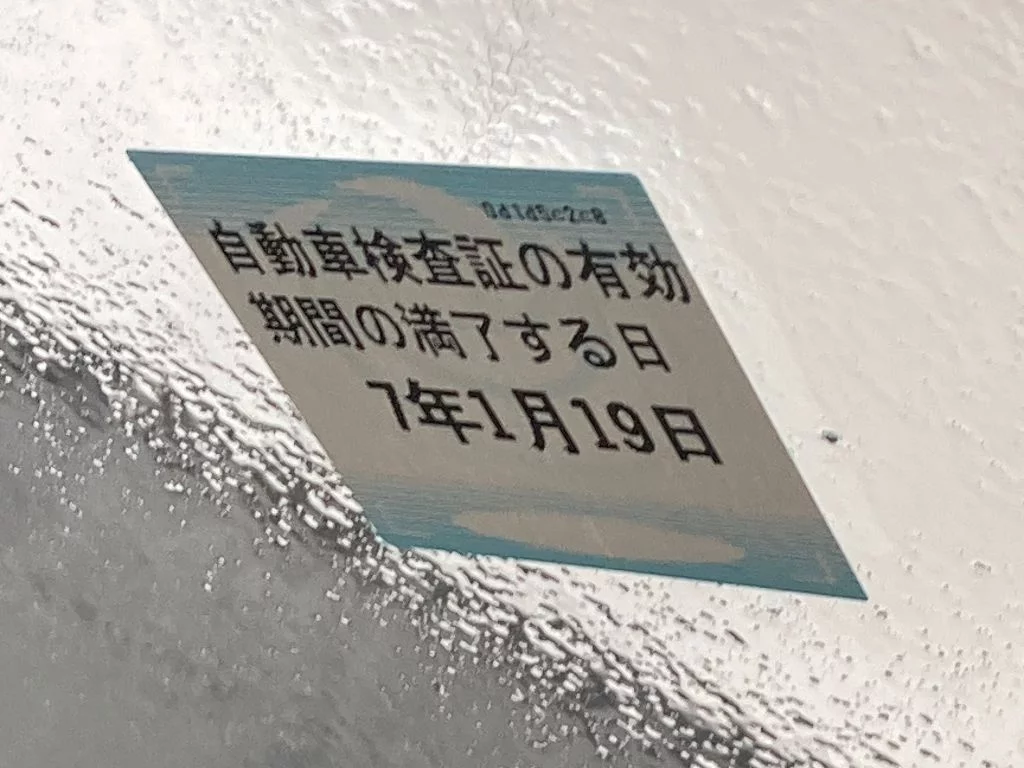 0d1d5c2c8
自動車検査証の有効
期間の満了する日
7年1月19日